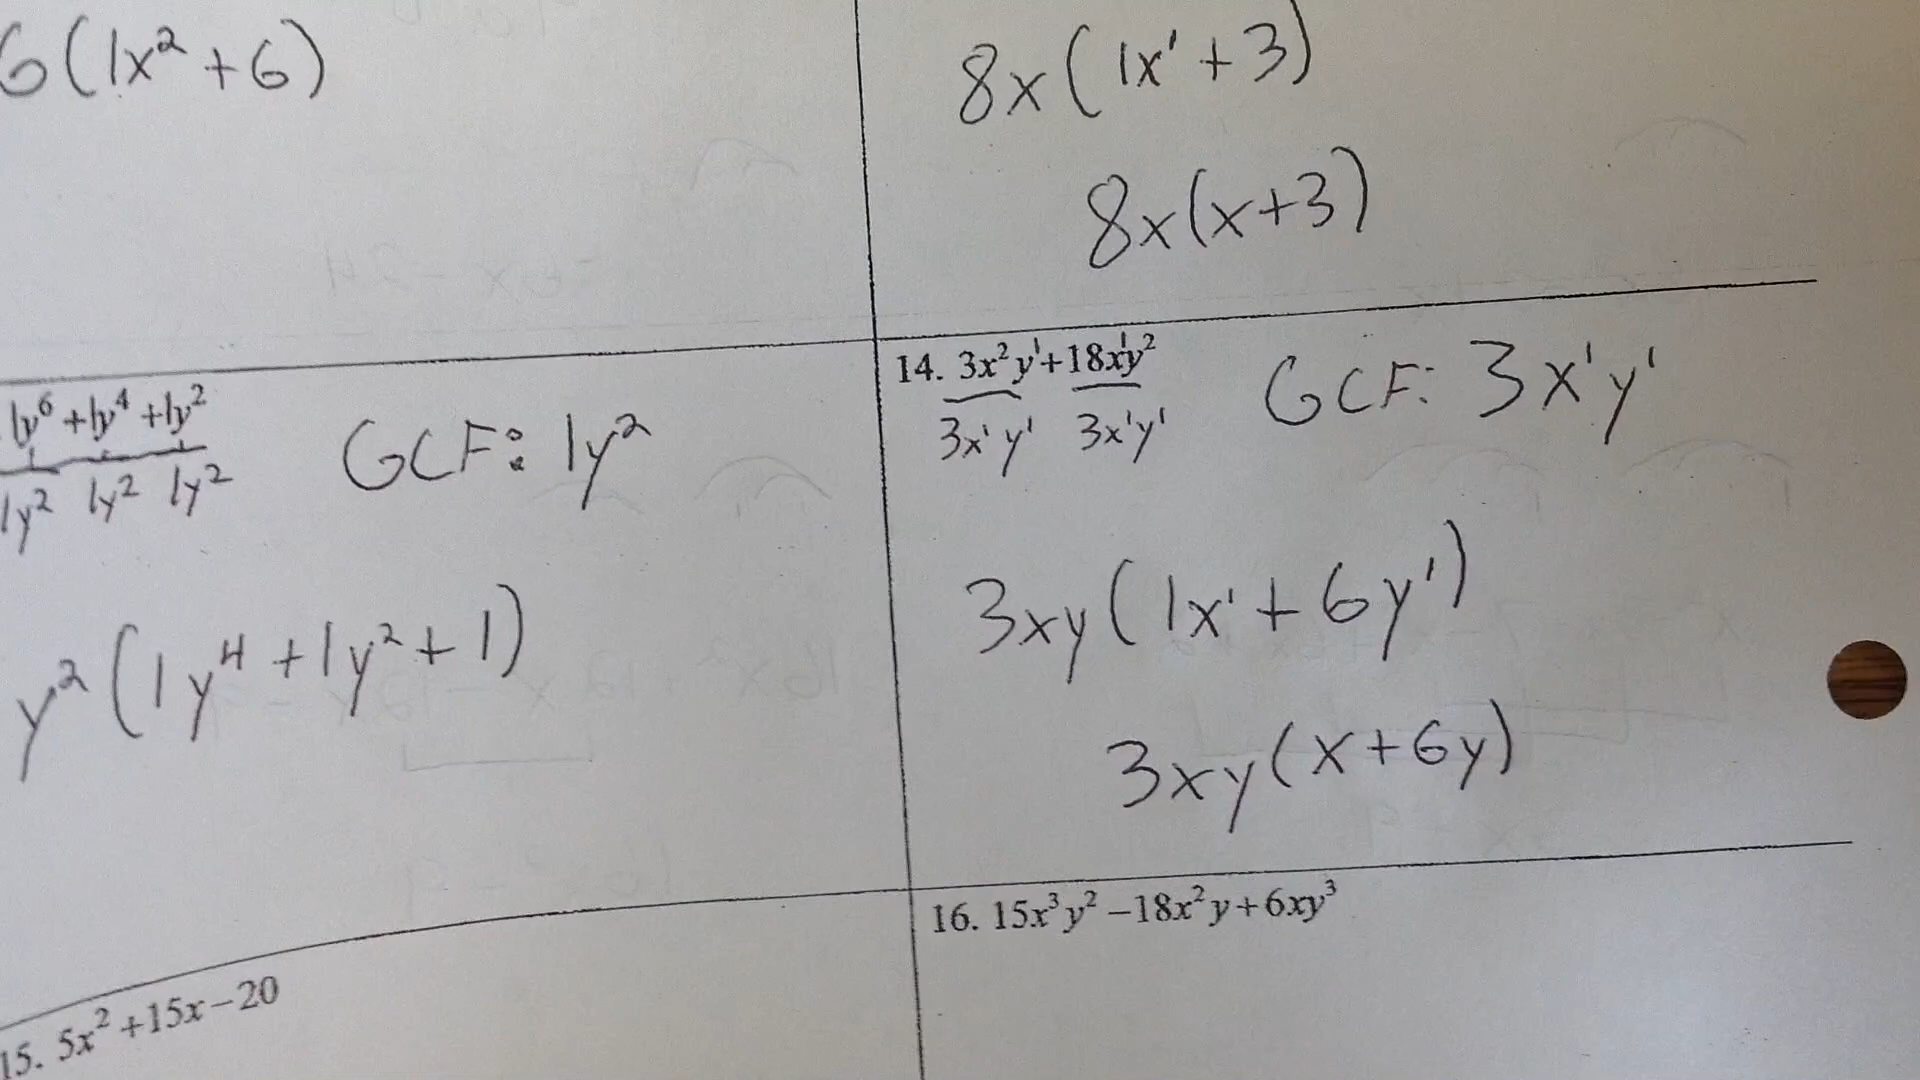 6(1x² + 6)
8x(1x¹ + 3)
8x(x+3)
1y⁶ + 1y⁴ + 1y²
1y² 1y² 1y²
GCF: 1y²
y²(1y⁴ + 1y² + 1)
14. 3x²y¹ + 18x¹y²
3x¹y¹ 3x¹y¹
GCF: 3x¹y¹
3xy(1x¹ + 6y¹)
3xy(x+6y)
15. 5x² + 15x – 20
16. 15x³y² – 18x²y + 6xy³